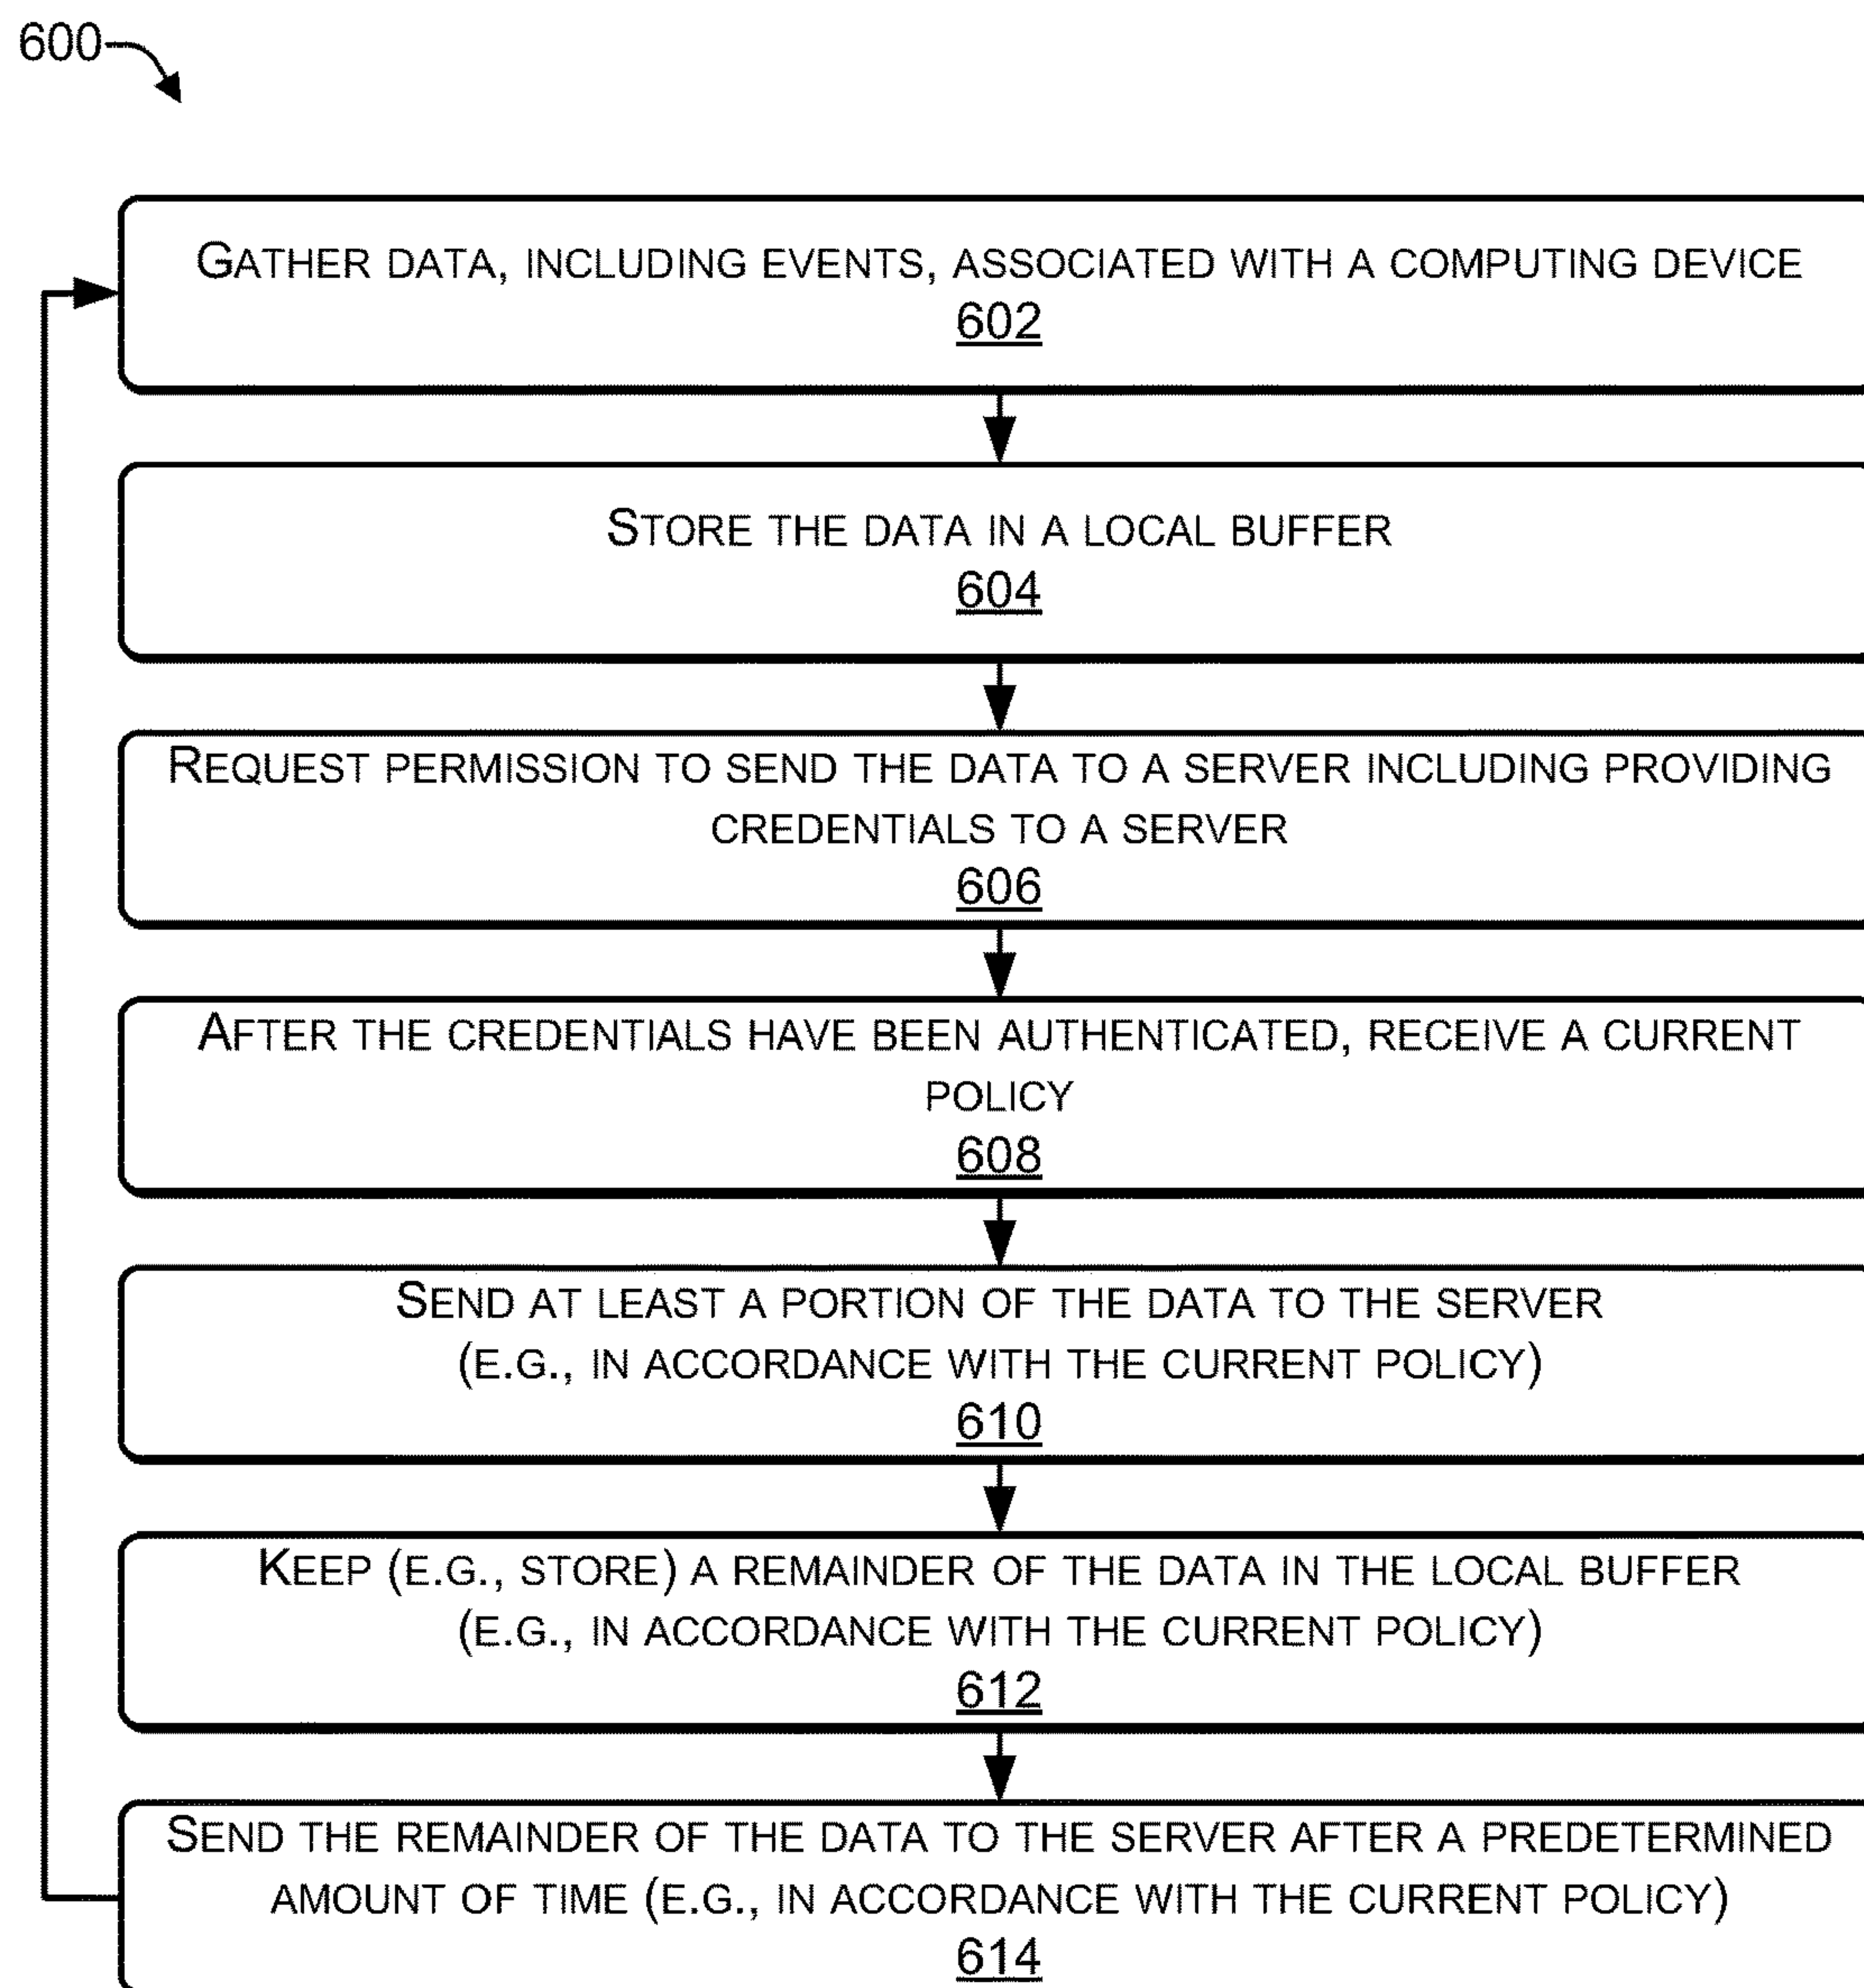 600
GATHER DATA, INCLUDING EVENTS, ASSOCIATED WITH A COMPUTING DEVICE
602
STORE THE DATA IN A LOCAL BUFFER
604
REQUEST PERMISSION TO SEND THE DATA TO A SERVER INCLUDING PROVIDING
CREDENTIALS TO A SERVER
606
AFTER THE CREDENTIALS HAVE BEEN AUTHENTICATED, RECEIVE A CURRENT
POLICY
608
SEND AT LEAST A PORTION OF THE DATA TO THE SERVER
(E.G., IN ACCORDANCE WITH THE CURRENT POLICY)
610
KEEP (E.G., STORE) A REMAINDER OF THE DATA IN THE LOCAL BUFFER
(E.G., IN ACCORDANCE WITH THE CURRENT POLICY)
612
SEND THE REMAINDER OF THE DATA TO THE SERVER AFTER A PREDETERMINED
AMOUNT OF TIME (E.G., IN ACCORDANCE WITH THE CURRENT POLICY)
614